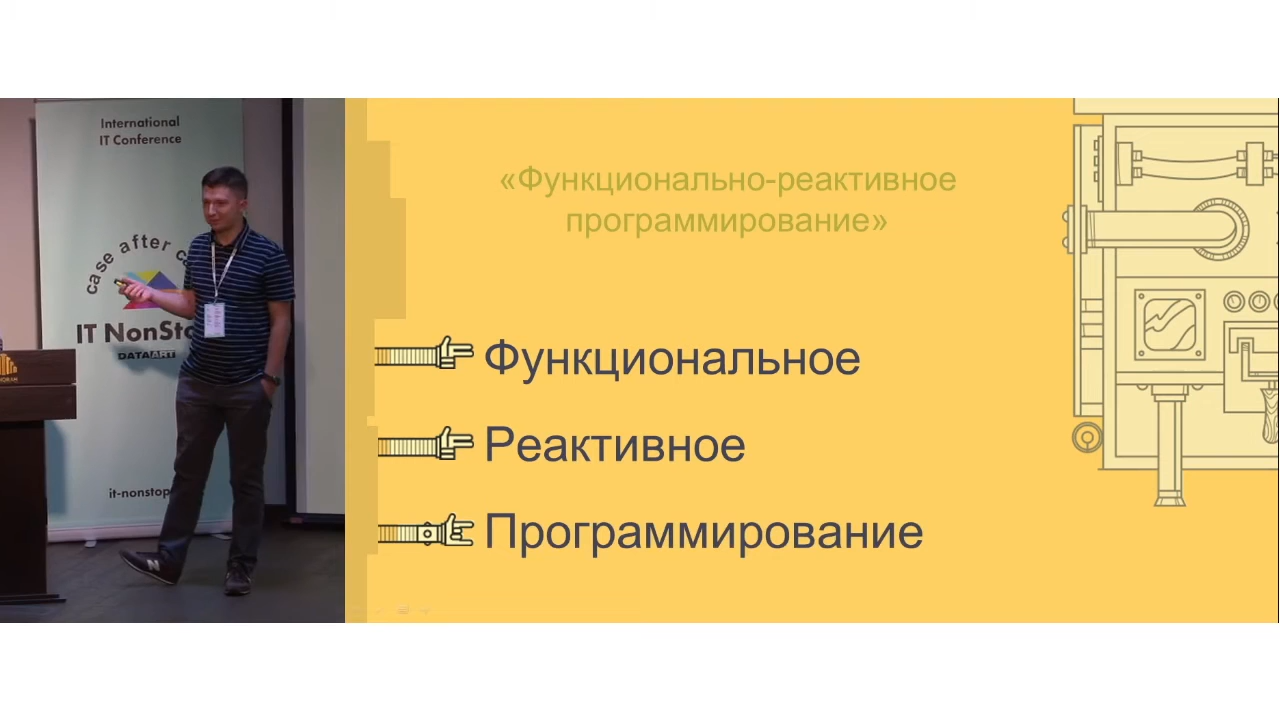 International
IT Conference
case after
IT NonSto
DATAART
it-nonstop
«Функционально-реактивное
программирование»
Функциональное
Реактивное
Программирование